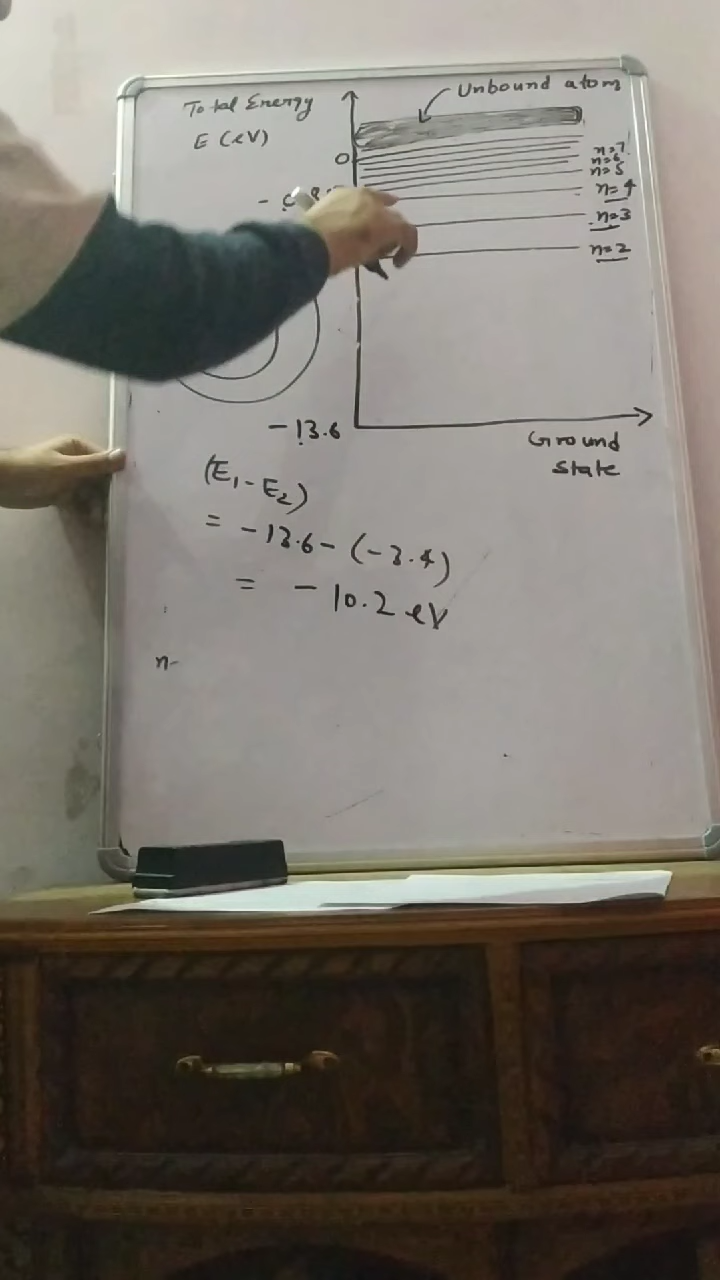 Unbound atom
Total Energy
E (eV)
0
n=7
n=6
n=5
n=4
n=3
n=2
-13.6
Ground
state
(E₁-E₂)
= -13.6-(-3.4)
= -10.2 eV
n-